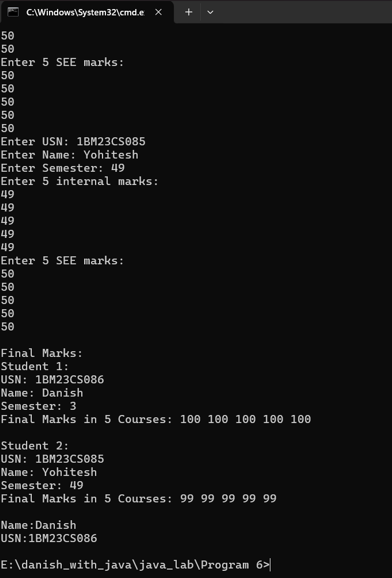 C:\Windows\System32\cmd.e
50
50
Enter 5 SEE marks:
50
50
50
50
50
Enter USN: 1BM23CS085
Enter Name: Yohitesh
Enter Semester: 49
Enter 5 internal marks:
49
49
49
49
49
Enter 5 SEE marks:
50
50
50
50
50
Final Marks:
Student 1:
USN: 1BM23CS086
Name: Danish
Semester: 3
Final Marks in 5 Courses: 100 100 100 100 100
Student 2:
USN: 1BM23CS085
Name: Yohitesh
Semester: 49
Final Marks in 5 Courses: 99 99 99 99 99
Name:Danish
USN:1BM23CS086
E:\danish_with_java\java_lab\Program 6>